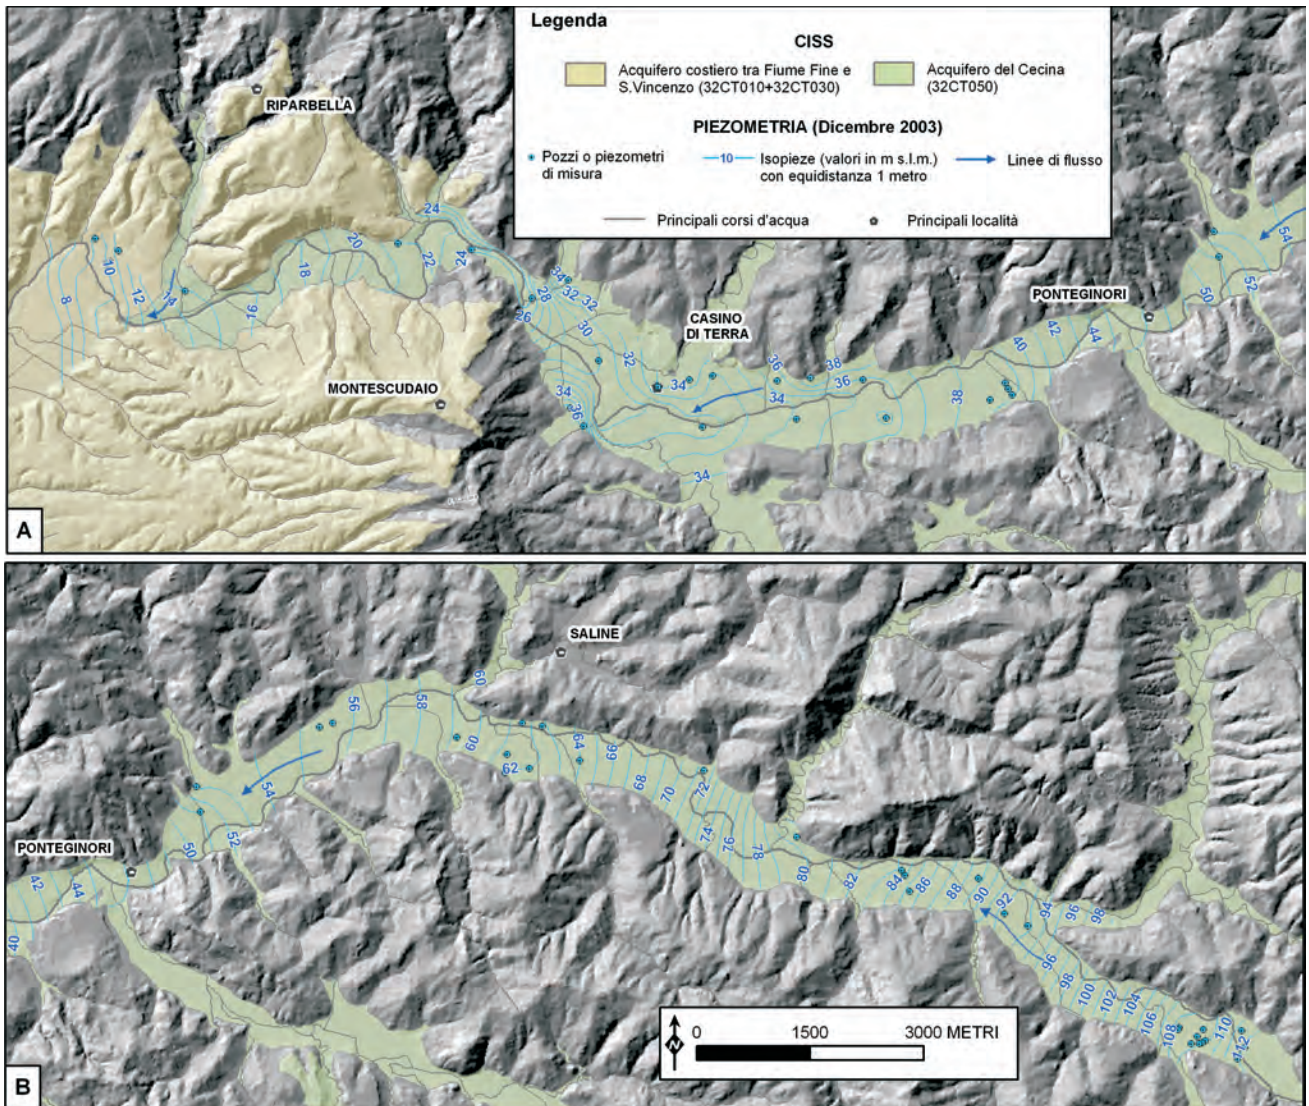 Legenda
CISS
Acquifero costiero tra Fiume Fine e
S.Vincenzo (32CT010+32CT030)
Acquifero del Cecina
(32CT050)
PIEZOMETRIA (Dicembre 2003)
Pozzi o piezometri
di misura
10
Isopieze (valori in m s.l.m.)
con equidistanza 1 metro
Linee di flusso
Principali corsi d'acqua
Principali località
RIPARBELLA
MONTESCUDAIO
CASINO
DI TERRA
PONTEGINORI
8
10
12
14
16
18
20
22
24
24
26
28
30
32
34
32
32
34
34
36
34
36
34
36
38
38
40
42
44
50
52
54
A
SALINE
PONTEGINORI
40
42
44
50
52
54
56
58
60
60
62
64
66
68
70
72
74
76
78
80
82
84
86
88
90
92
94
96
98
96
98
100
102
104
106
108
110
112
0 1500 3000 METRI
N
B